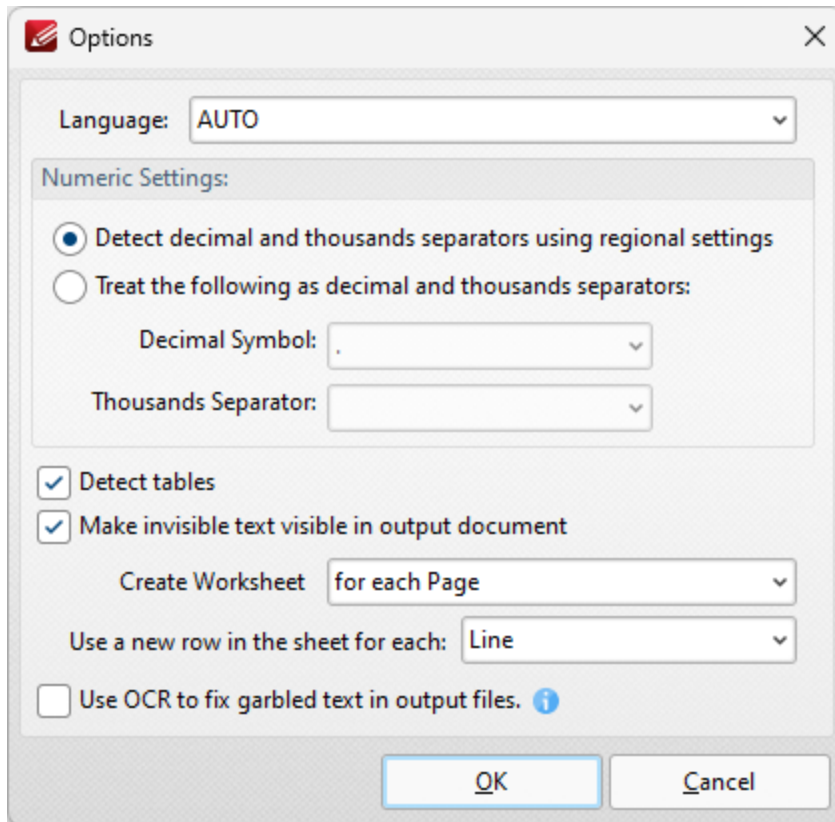 Options
Language: AUTO
Numeric Settings:
Detect decimal and thousands separators using regional settings
Treat the following as decimal and thousands separators:
Decimal Symbol: .
Thousands Separator:
Detect tables
Make invisible text visible in output document
Create Worksheet for each Page
Use a new row in the sheet for each: Line
Use OCR to fix garbled text in output files.
OK Cancel